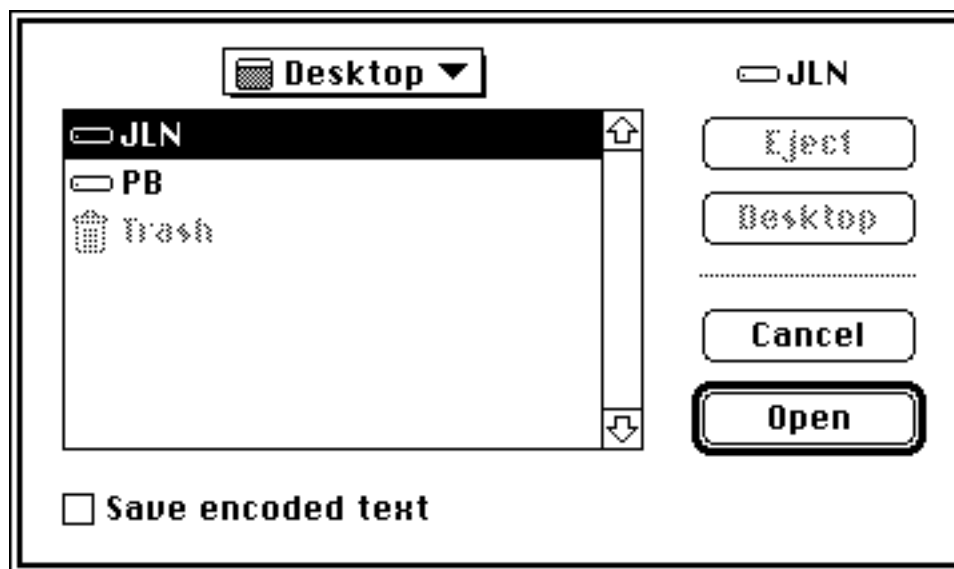 Desktop
JLN
JLN
PB
Trash
Eject
Desktop
Cancel
Open
Save encoded text